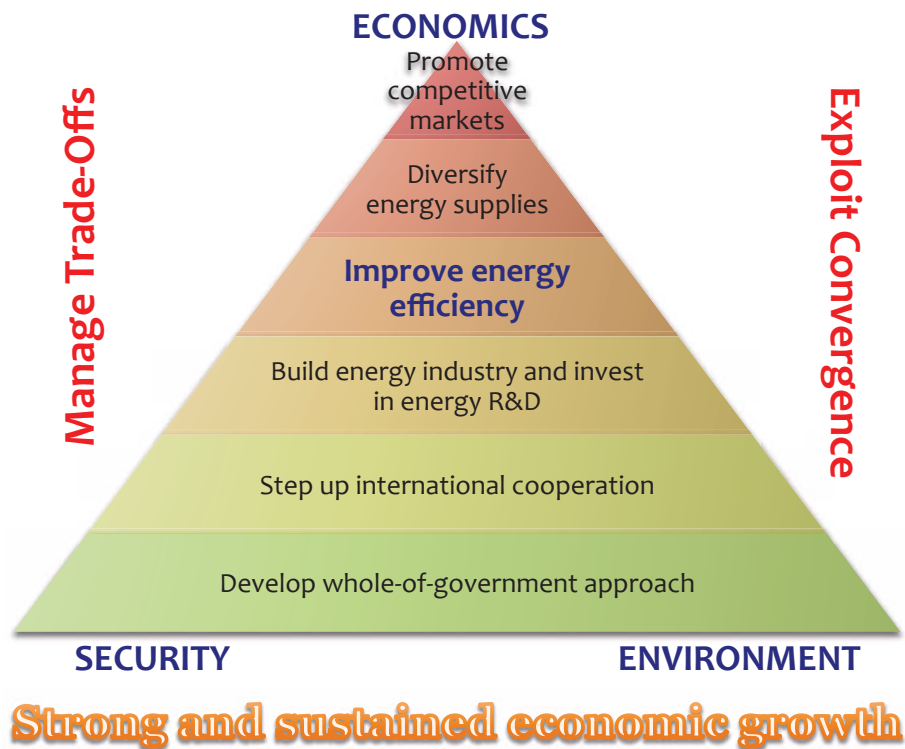 ECONOMICS
Promote
competitive
markets
Diversify
energy supplies
Improve energy
efficiency
Build energy industry and invest
in energy R&D
Step up international cooperation
Develop whole-of-government approach
Manage Trade-Offs
Exploit Convergence
SECURITY
ENVIRONMENT
Strong and sustained economic growth